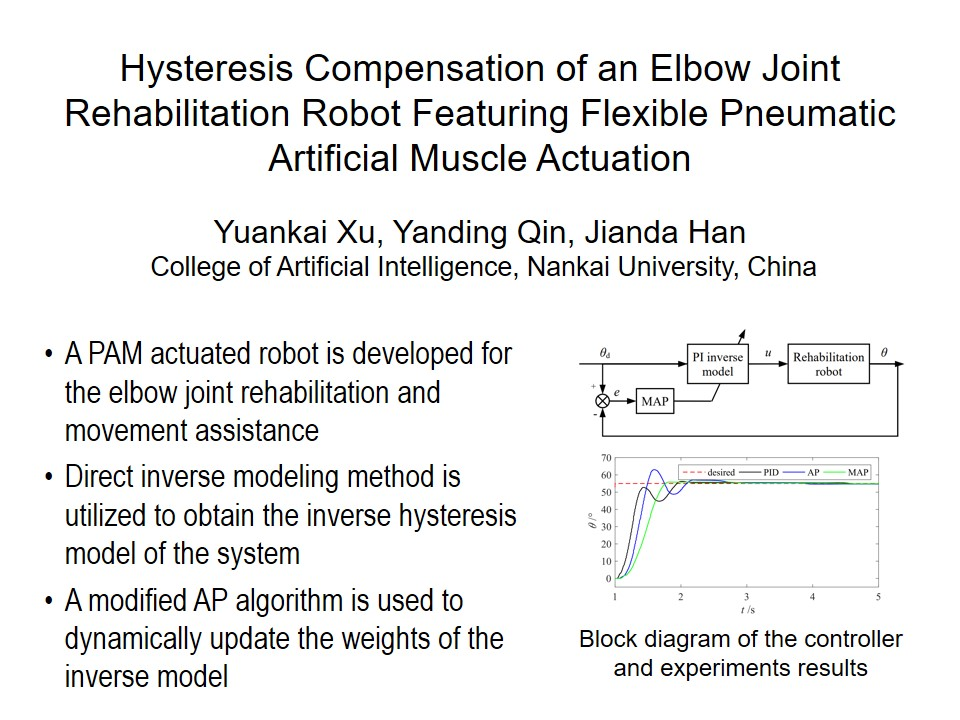 Hysteresis Compensation of an Elbow Joint
Rehabilitation Robot Featuring Flexible Pneumatic
Artificial Muscle Actuation
Yuankai Xu, Yanding Qin, Jianda Han
College of Artificial Intelligence, Nankai University, China
• A PAM actuated robot is developed for
the elbow joint rehabilitation and
movement assistance
• Direct inverse modeling method is
utilized to obtain the inverse hysteresis
model of the system
• A modified AP algorithm is used to
dynamically update the weights of the
inverse model
θd
PI inverse
model
u
Rehabilitation
robot
θ
+
e
MAP
-
70
60
50
40
30
20
10
0
θ /°
desired PID AP MAP
1 2 3 4 5
t /s
Block diagram of the controller
and experiments results